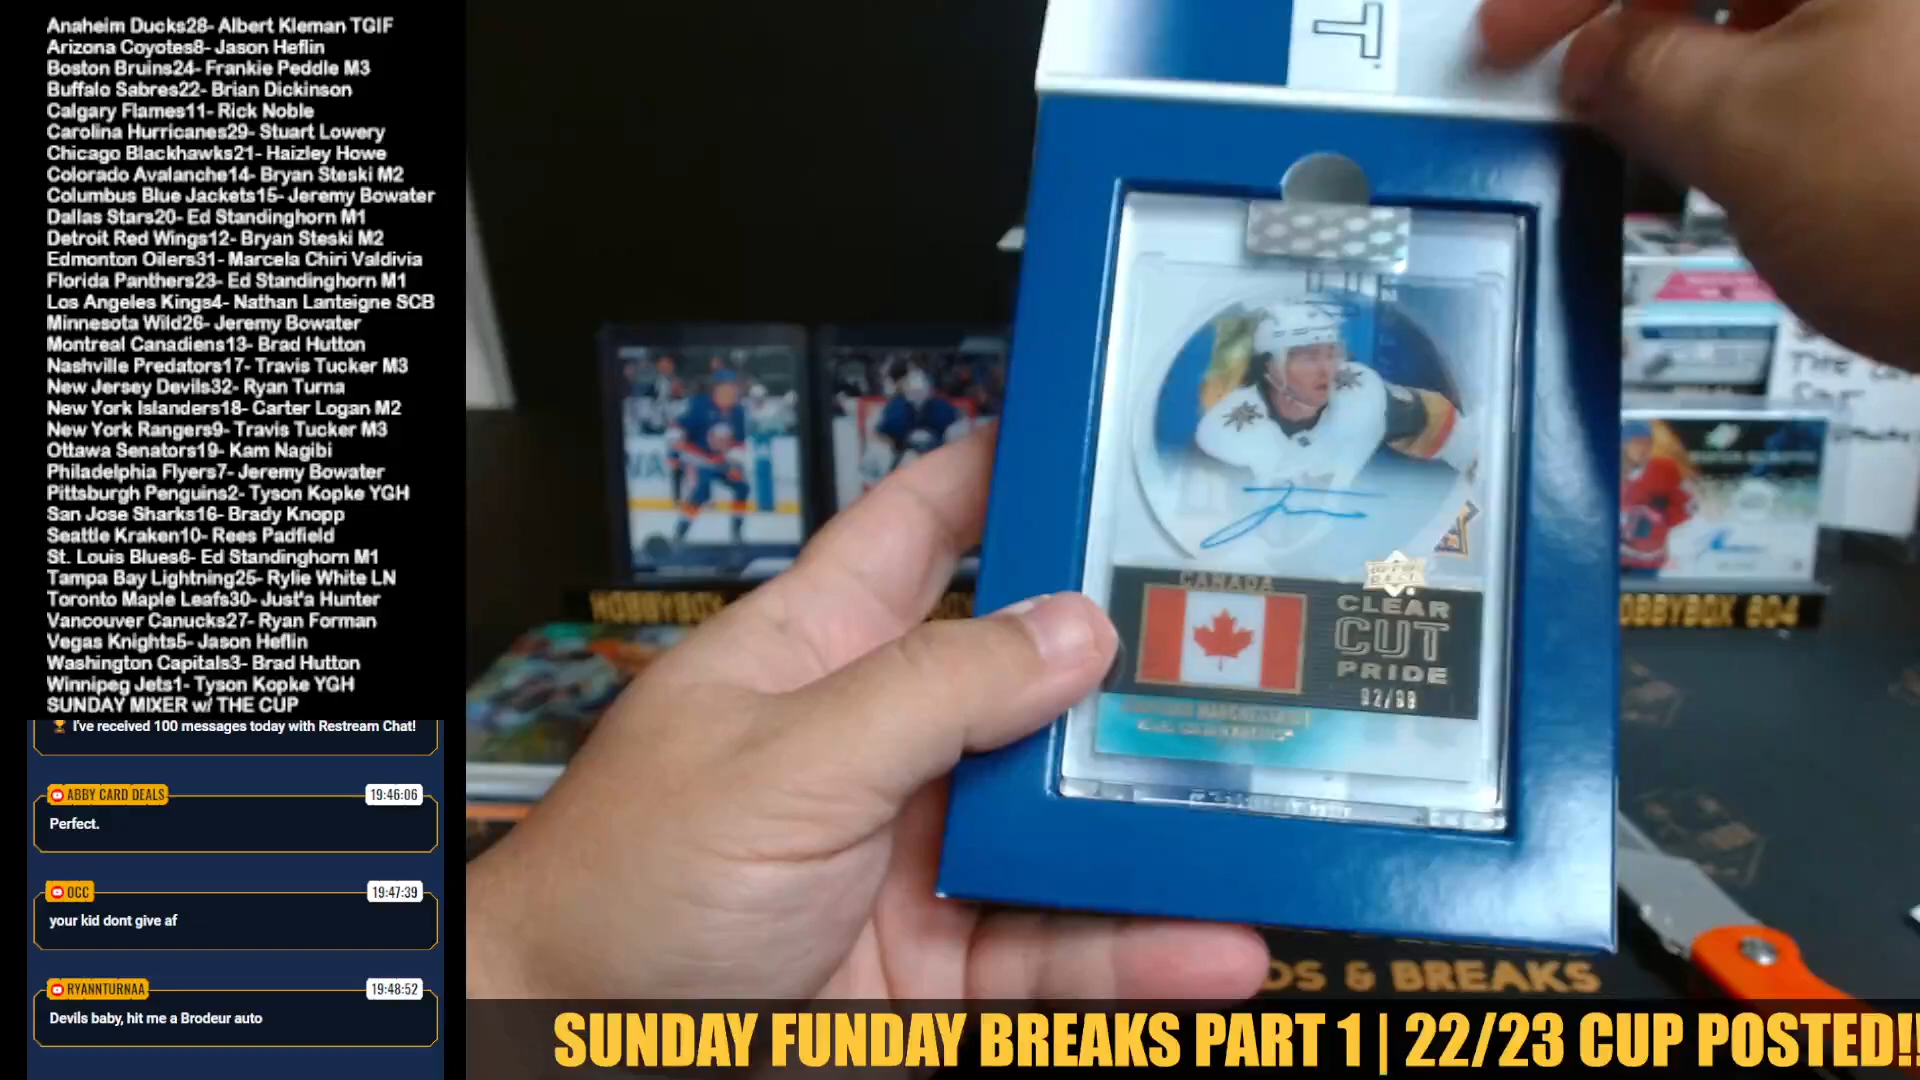 Anaheim Ducks28- Albert Kleman TGIF
Arizona Coyotes8- Jason Heflin
Boston Bruins24- Frankie Peddle M3
Buffalo Sabres22- Brian Dickinson
Calgary Flames11- Rick Noble
Carolina Hurricanes29- Stuart Lowery
Chicago Blackhawks21- Haizley Howe
Colorado Avalanche14- Bryan Steski M2
Columbus Blue Jackets15- Jeremy Bowater
Dallas Stars20- Ed Standinghorn M1
Detroit Red Wings12- Bryan Steski M2
Edmonton Oilers31- Marcela Chiri Valdivia
Florida Panthers23- Ed Standinghorn M1
Los Angeles Kings4- Nathan Lanteigne SCB
Minnesota Wild26- Jeremy Bowater
Montreal Canadiens13- Brad Hutton
Nashville Predators17- Travis Tucker M3
New Jersey Devils32- Ryan Turna
New York Islanders18- Carter Logan M2
New York Rangers9- Travis Tucker M3
Ottawa Senators19- Kam Nagibi
Philadelphia Flyers7- Jeremy Bowater
Pittsburgh Penguins2- Tyson Kopke YGH
San Jose Sharks16- Brady Knopp
Seattle Kraken10- Rees Padfield
St. Louis Blues6- Ed Standinghorn M1
Tampa Bay Lightning25- Rylie White LN
Toronto Maple Leafs30- Just'a Hunter
Vancouver Canucks27- Ryan Forman
Vegas Knights5- Jason Heflin
Washington Capitals3- Brad Hutton
Winnipeg Jets1- Tyson Kopke YGH
SUNDAY MIXER w/ THE CUP
I've received 100 messages today with Restream Chat!
ABBY CARD DEALS 19:46:06
Perfect.
OCC 19:47:39
your kid dont give af
RYANNTURNAA 19:48:52
Devils baby, hit me a Brodeur auto
T
CANADA
CLEAR
CUT
PRIDE
HOBBYBOX
HOBBYBOX 804
DS & BREAKS
SUNDAY FUNDAY BREAKS PART 1 | 22/23 CUP POSTED!!